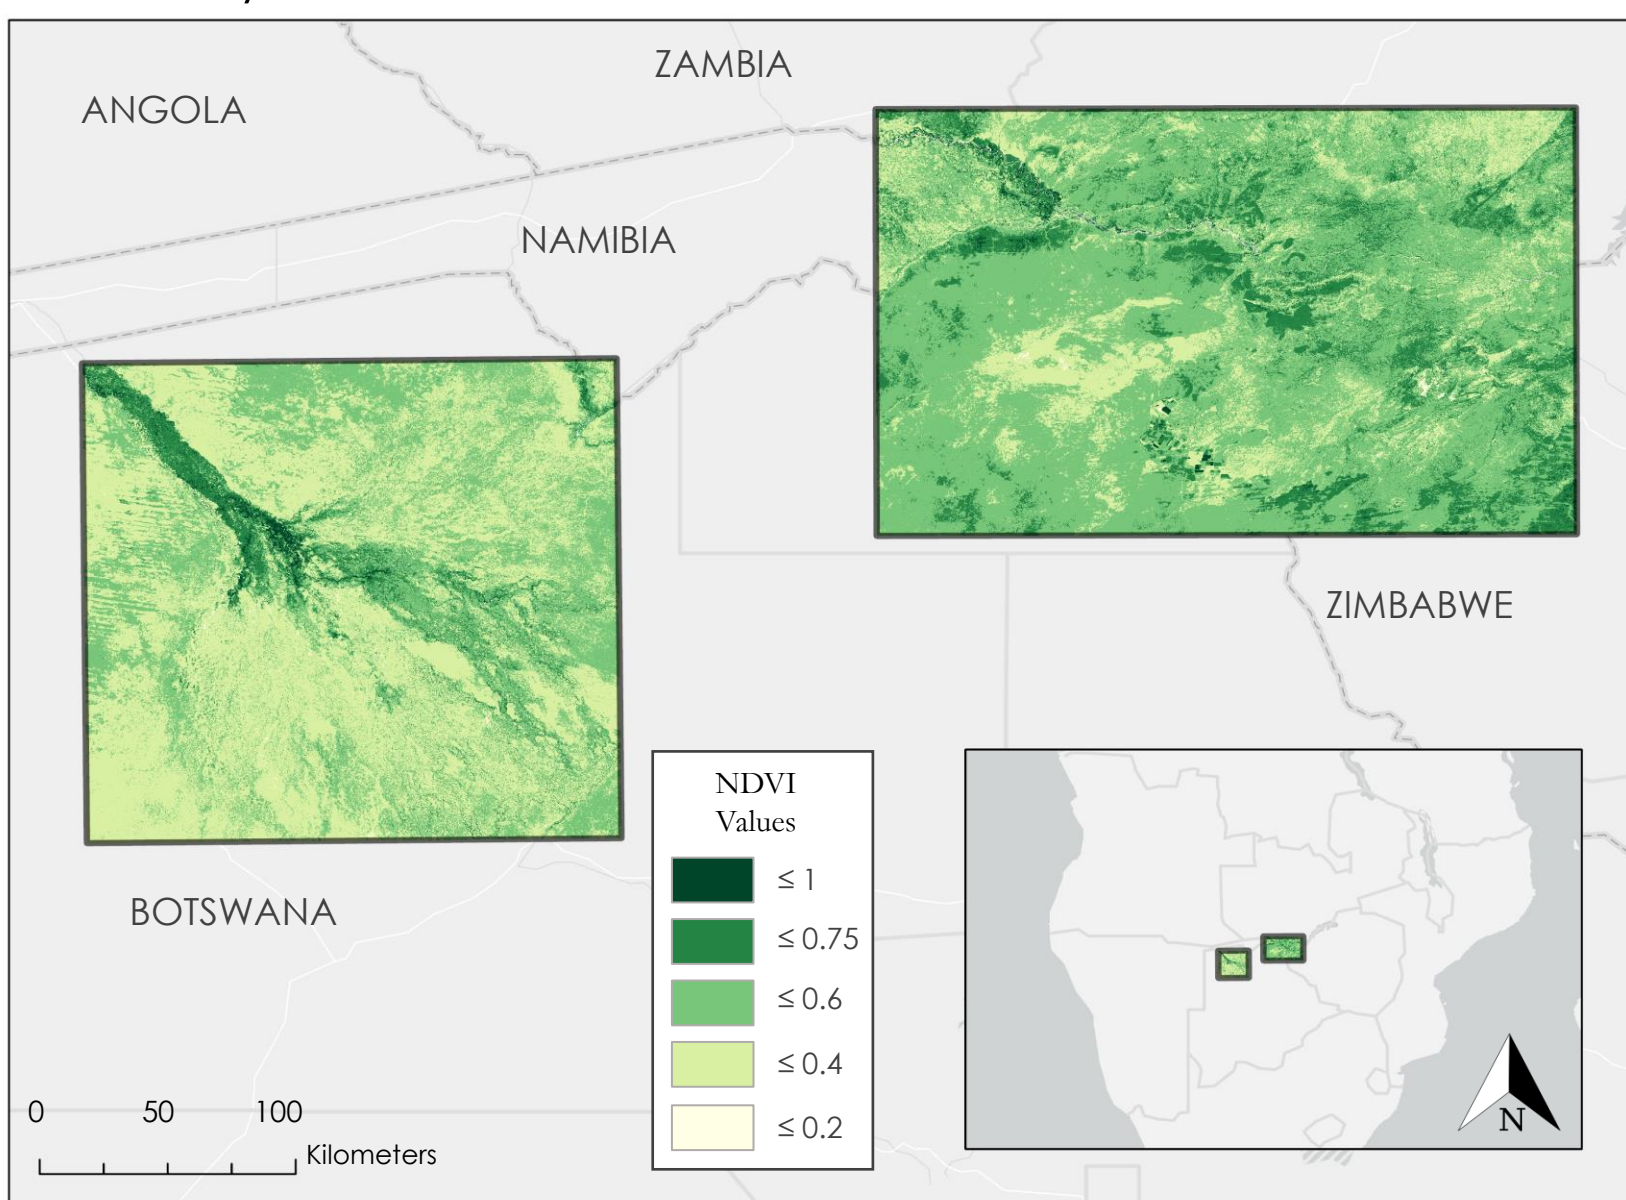 ZAMBIA
ANGOLA
NAMIBIA
ZIMBABWE
BOTSWANA
NDVI
Values
≤ 1
≤ 0.75
≤ 0.6
≤ 0.4
≤ 0.2
0 50 100
Kilometers
N